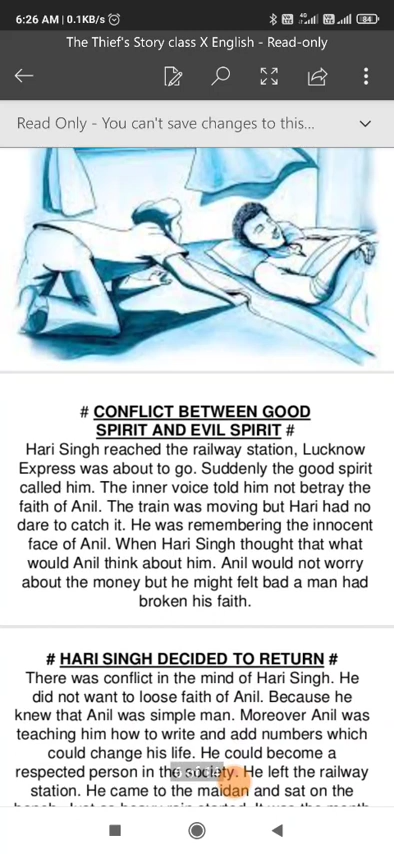 6:26 AM | 0.1KB/s
84
The Thief's Story class X English - Read-only
Read Only - You can't save changes to this...
# CONFLICT BETWEEN GOOD
SPIRIT AND EVIL SPIRIT #
Hari Singh reached the railway station, Lucknow
Express was about to go. Suddenly the good spirit
called him. The inner voice told him not betray the
faith of Anil. The train was moving but Hari had no
dare to catch it. He was remembering the innocent
face of Anil. When Hari Singh thought that what
would Anil think about him. Anil would not worry
about the money but he might felt bad a man had
broken his faith.
# HARI SINGH DECIDED TO RETURN #
There was conflict in the mind of Hari Singh. He
did not want to loose faith of Anil. Because he
knew that Anil was simple man. Moreover Anil was
teaching him how to write and add numbers which
could change his life. He could become a
respected person in the society. He left the railway
station. He came to the maidan and sat on the